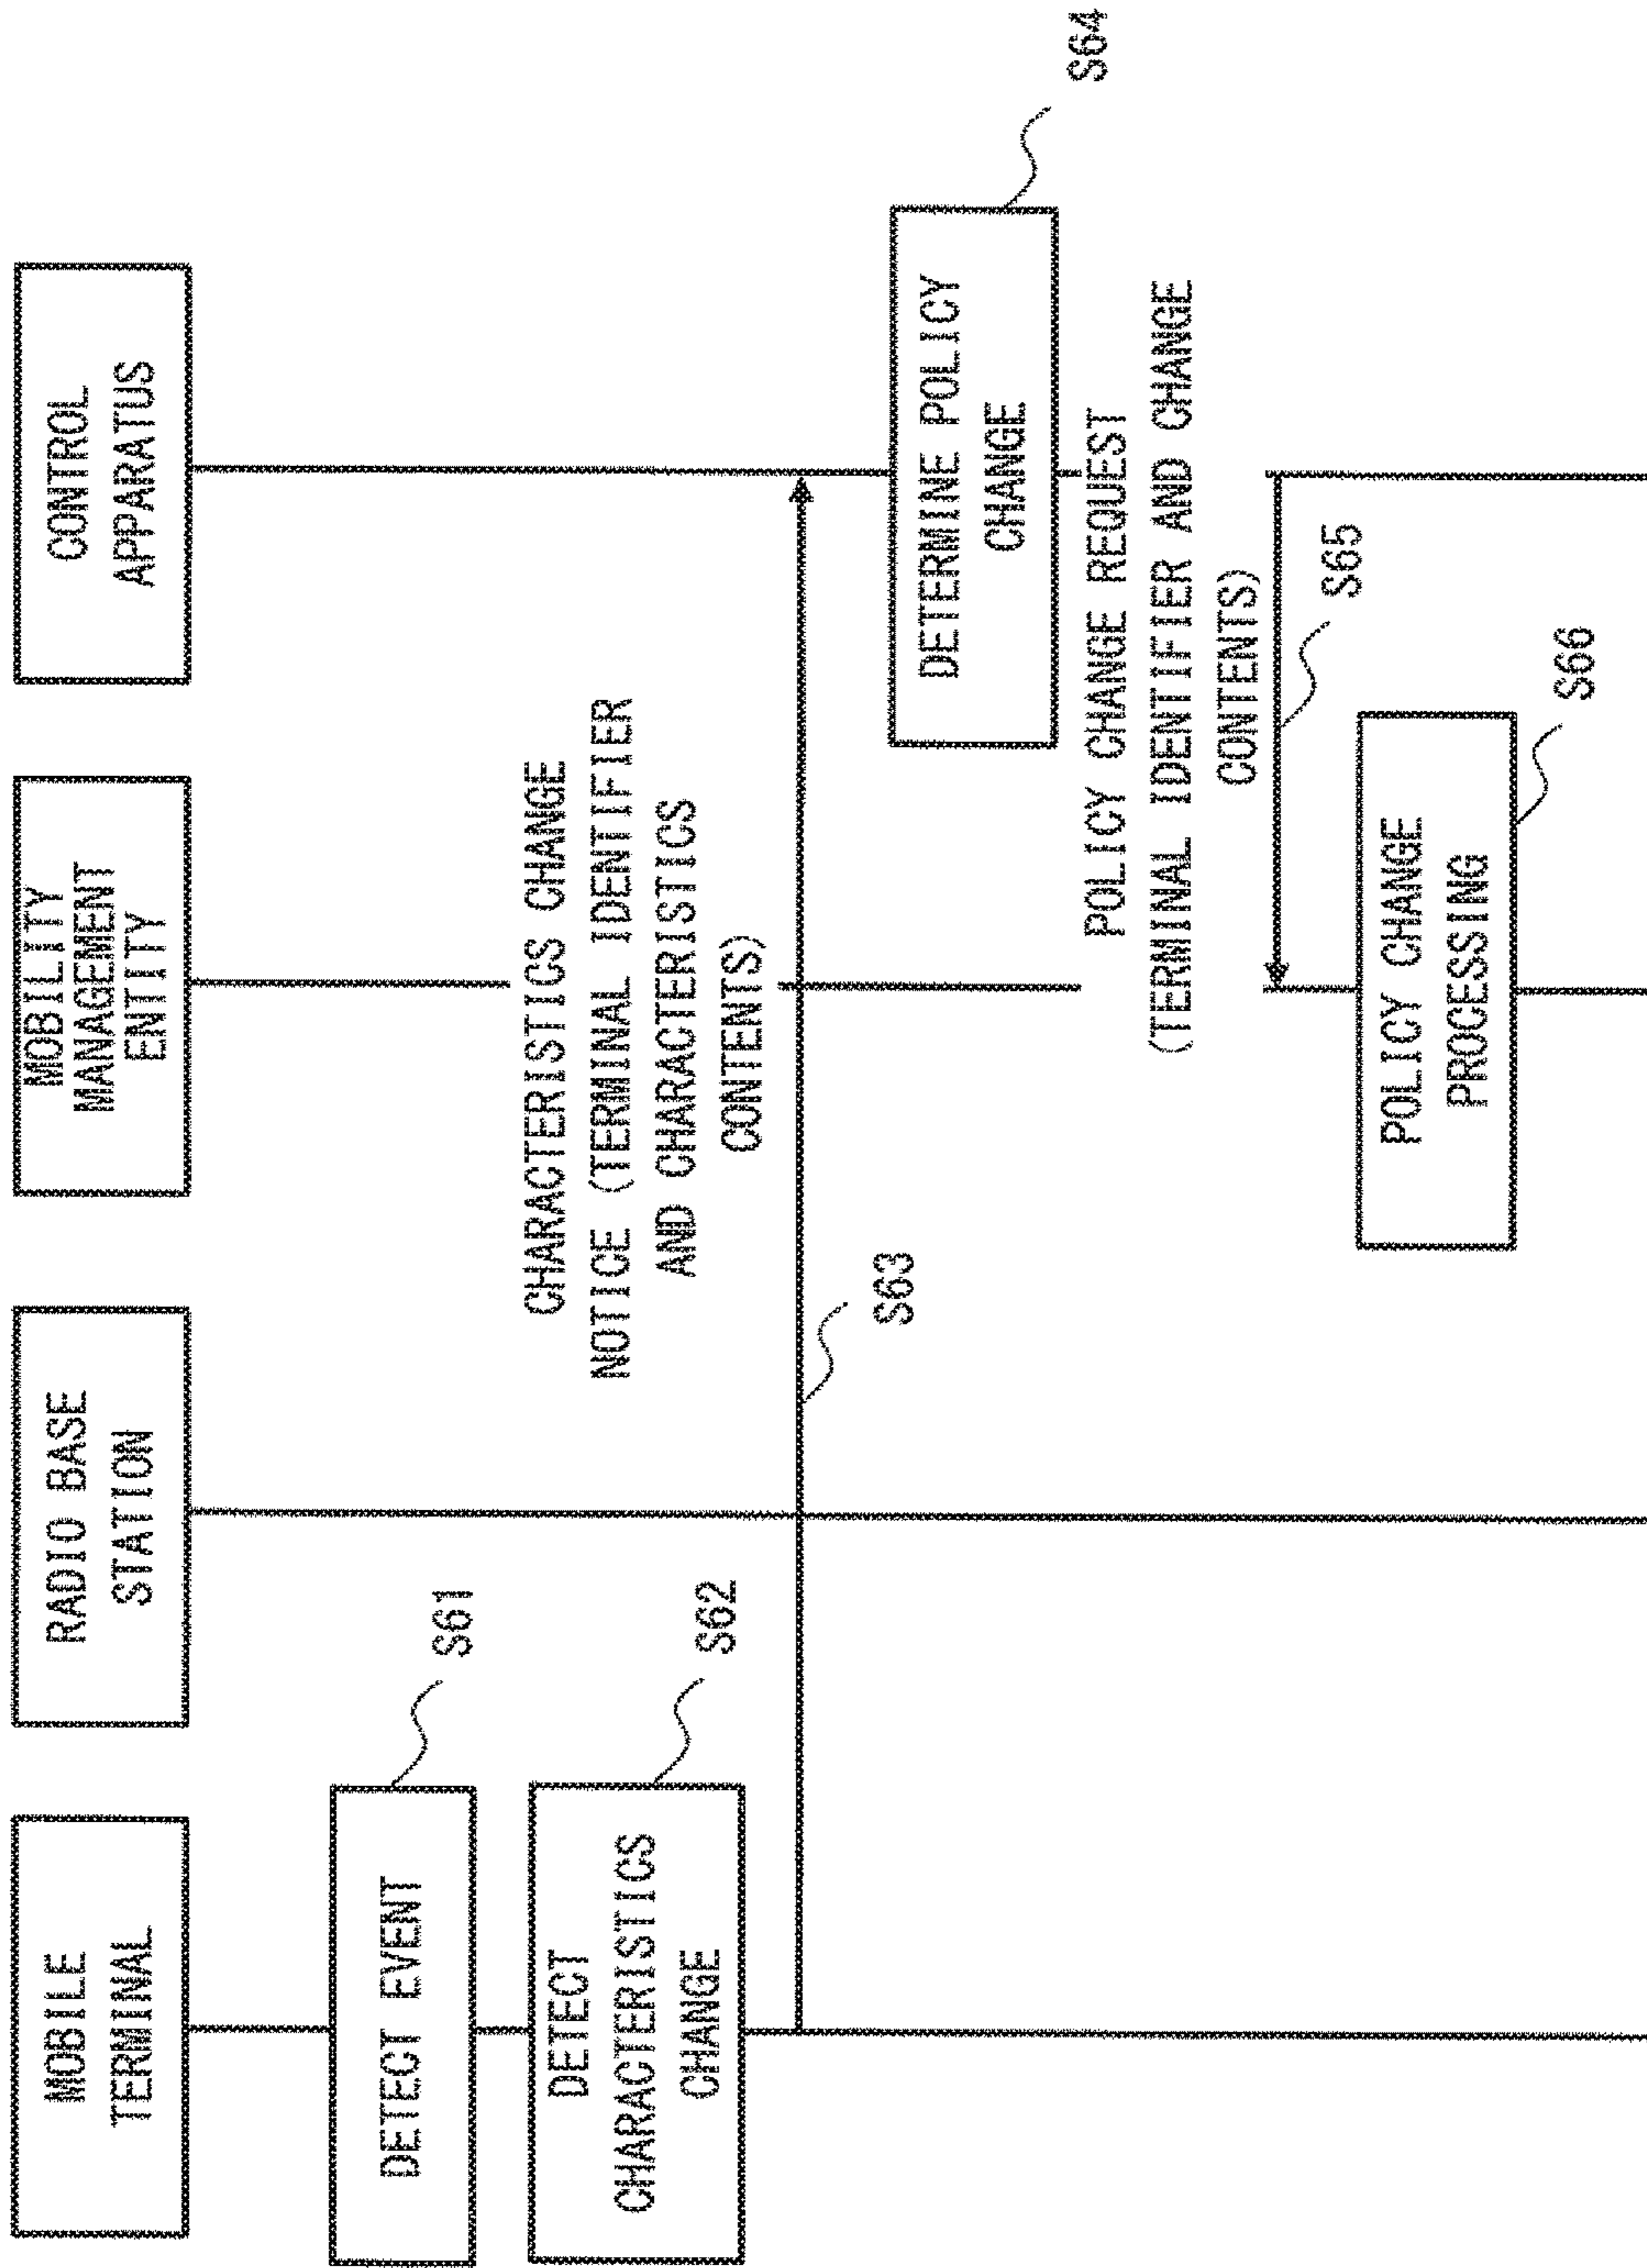 MOBILE
TERMINAL
RADIO BASE
STATION
MOBILITY
MANAGEMENT
ENTITY
CONTROL
APPARATUS
DETECT EVENT
S61
DETECT
CHARACTERISTICS
CHANGE
S62
CHARACTERISTICS CHANGE
NOTICE (TERMINAL IDENTIFIER
AND CHARACTERISTICS
CONTENTS)
S63
DETERMINE POLICY
CHANGE
S64
POLICY CHANGE REQUEST
(TERMINAL IDENTIFIER AND CHANGE
CONTENTS)
S65
POLICY CHANGE
PROCESSING
S66